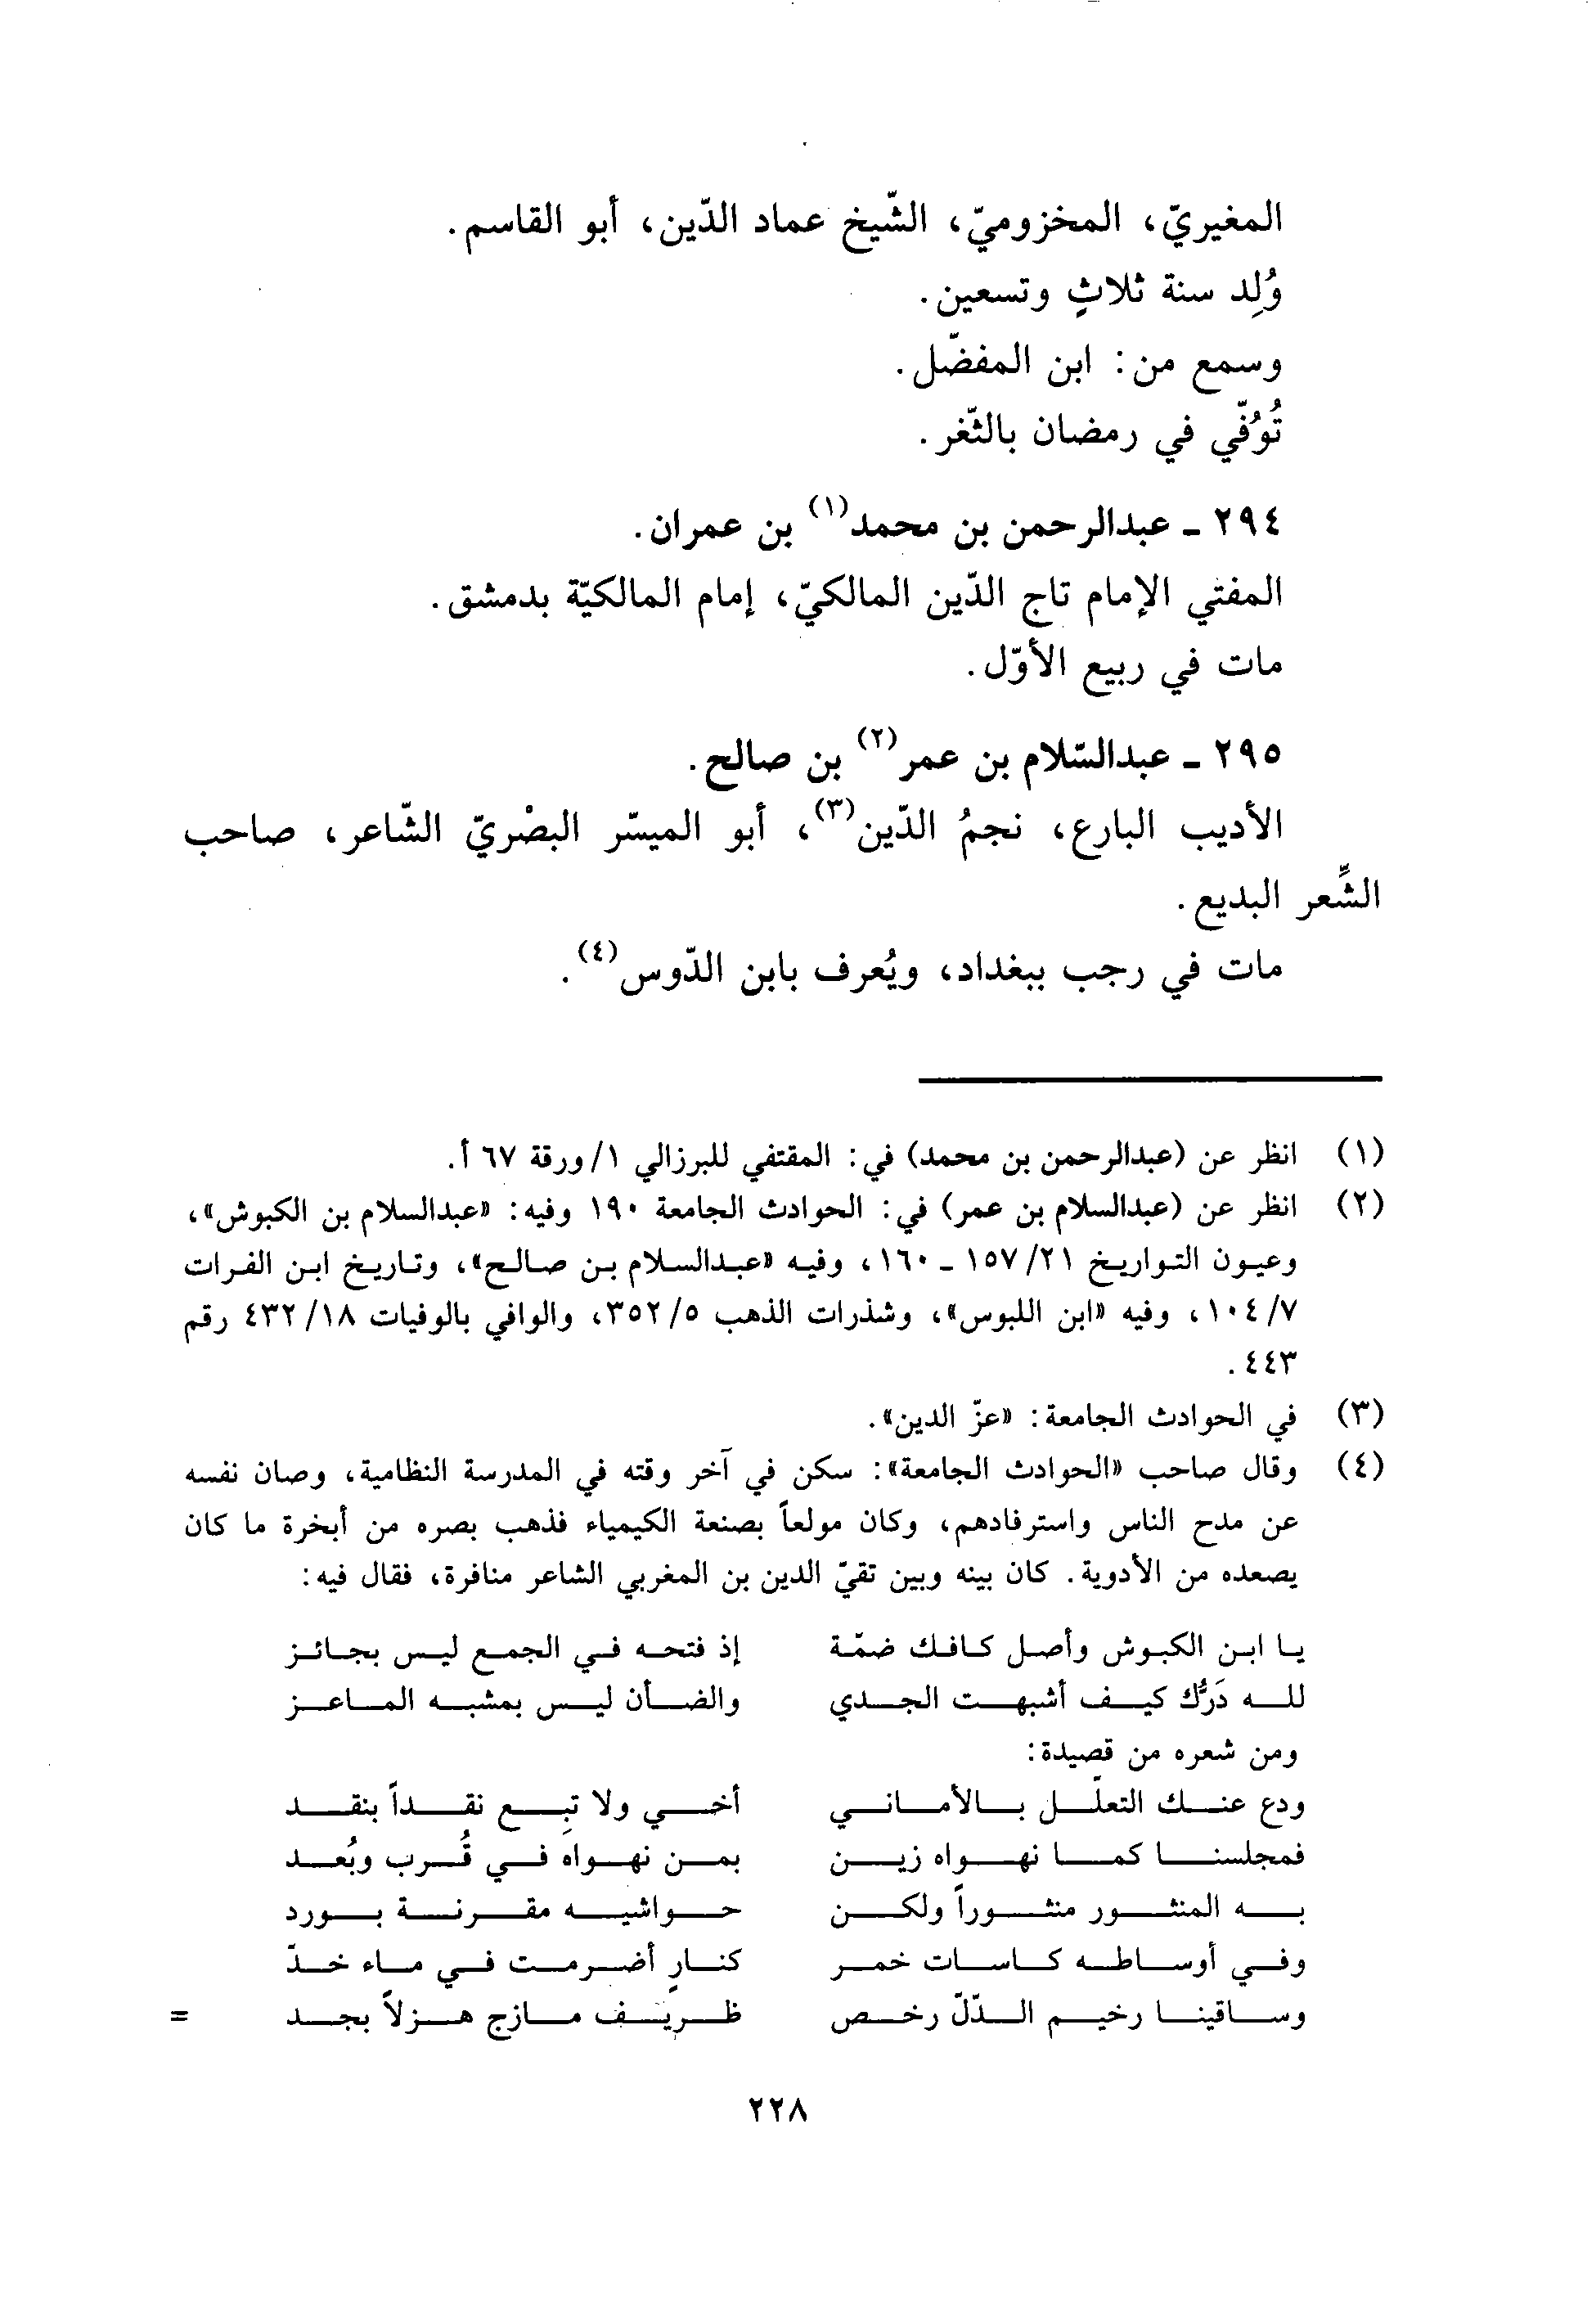 المغيريّ، المخزوميّ، الشّيخ عماد الدّين، أبو القاسم.
وُلِد سنة ثلاثٍ وتسعين.
وسمع من: ابن المفضّل.
تُوُفّي في رمضان بالثّغر.
٢٩٤ ـ عبدالرحمن بن محمد(١) بن عمران.
المفتي الإمام تاج الدّين المالكيّ، إمام المالكيّة بدمشق.
مات في ربيع الأوّل.
٢٩٥ ـ عبدالسّلام بن عمر(٢) بن صالح.
الأديب البارع، نجمُ الدّين(٣)، أبو الميسّر البصْريّ الشّاعر، صاحب
الشِّعر البديع.
مات في رجب ببغداد، ويُعرف بابن الدّوس(٤).
(١) انظر عن (عبدالرحمن بن محمد) في: المقتفي للبرزالي ١/ورقة ٦٧ أ.
(٢) انظر عن (عبدالسلام بن عمر) في: الحوادث الجامعة ١٩٠ وفيه: «عبدالسلام بن الكبوش»،
وعيون التواريخ ٢١/١٥٧ ـ ١٦٠، وفيه «عبدالسلام بن صالح»، وتاريخ ابن الفرات
٧/١٠٤، وفيه «ابن اللبوس»، وشذرات الذهب ٥/٣٥٢، والوافي بالوفيات ١٨/٤٣٢ رقم
٤٤٣.
(٣) في الحوادث الجامعة: «عزّ الدين».
(٤) وقال صاحب «الحوادث الجامعة»: سكن في آخر وقته في المدرسة النظامية، وصان نفسه
عن مدح الناس واسترفادهم، وكان مولعاً بصنعة الكيمياء فذهب بصره من أبخرة ما كان
يصعده من الأدوية. كان بينه وبين تقيّ الدين بن المغربي الشاعر منافرة، فقال فيه:
يا ابن الكبوش وأصل كافك ضمّة إذ فتحه في الجمع ليس بجائز
لله دَرُّك كيف أشبهت الجدي والضأن ليس بمشبه الماعز
ومن شعره من قصيدة:
ودع عنك التعلّل بالأماني أخي ولا تبِع نقداً بنقد
فمجلسنا كما نهواه زين بمن نهواه في قُرب وبُعد
به المنثور منثوراً ولكن حواشيه مقرنة بورد
وفي أوساطه كاسات خمر كنارٍ أضرمت في ماء خدّ
وساقينا رخيم الدّلّ رخص ظريف مازج هزلاً بجد =
٢٢٨